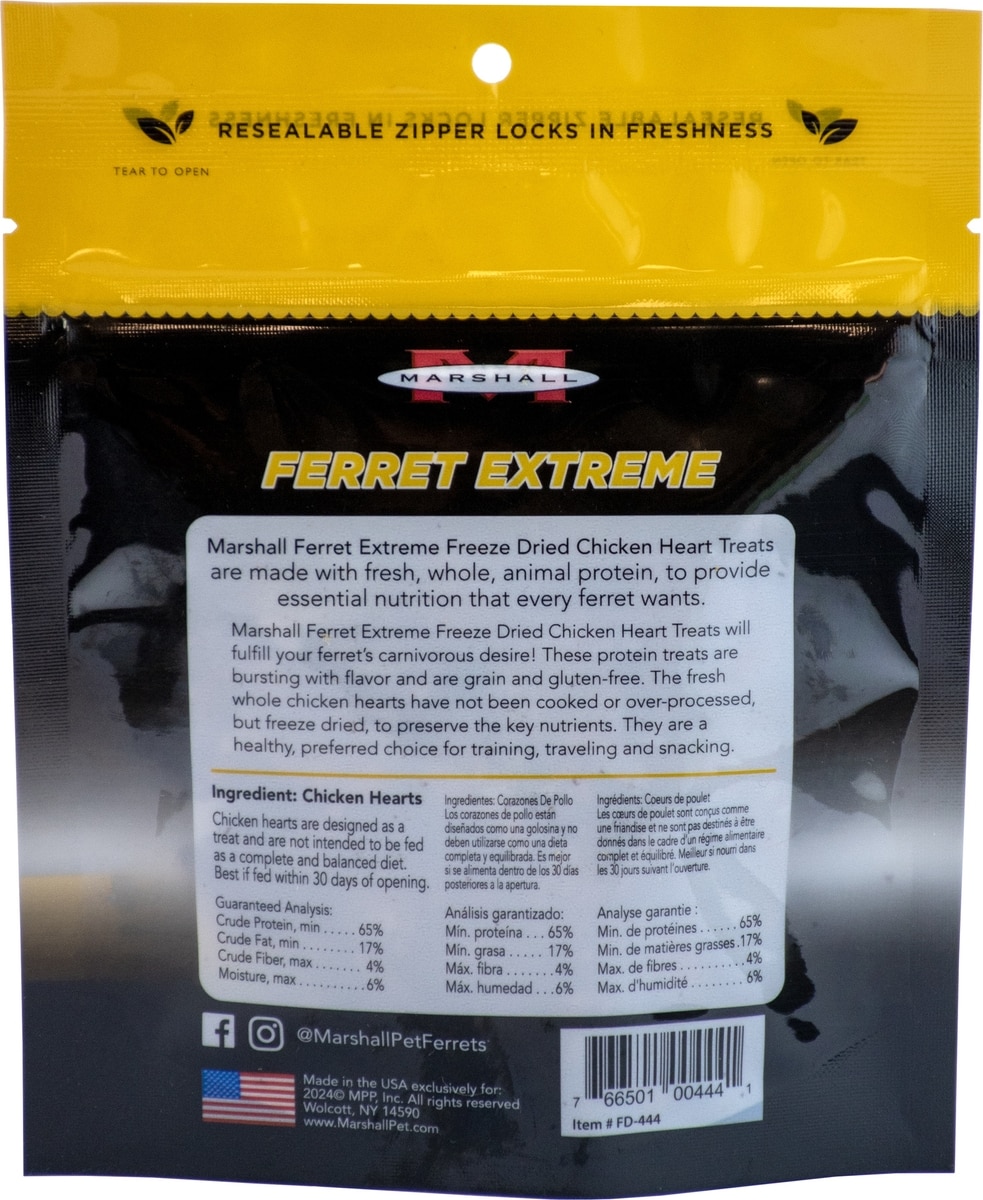 RESEALABLE ZIPPER LOCKS IN FRESHNESS
TEAR TO OPEN
M
MARSHALL
FERRET EXTREME
Marshall Ferret Extreme Freeze Dried Chicken Heart Treats
are made with fresh, whole, animal protein, to provide
essential nutrition that every ferret wants.
Marshall Ferret Extreme Freeze Dried Chicken Heart Treats will
fulfill your ferret's carnivorous desire! These protein treats are
bursting with flavor and are grain and gluten-free. The fresh
whole chicken hearts have not been cooked or over-processed,
but freeze dried, to preserve the key nutrients. They are a
healthy, preferred choice for training, traveling and snacking.
Ingredient: Chicken Hearts
Chicken hearts are designed as a
treat and are not intended to be fed
as a complete and balanced diet.
Best if fed within 30 days of opening.
Guaranteed Analysis:
Crude Protein, min ..... 65%
Crude Fat, min ........ 17%
Crude Fiber, max ....... 4%
Moisture, max ..........6%
Ingredientes: Corazones De Pollo
Los corazones de pollo están
diseñados como una golosina y no
deben utilizarse como una dieta
completa y equilibrada. Es mejor
si se alimenta dentro de los 30 días
posteriores a la apertura.
Análisis garantizado:
Mín. proteína ... 65%
Mín. grasa ..... 17%
Máx. fibra ....... 4%
Máx. humedad ...6%
Ingrédients: Coeurs de poulet
Les cœurs de poulet sont conçus comme
une friandise et ne sont pas destinés à être
donnés dans le cadre d'un régime alimentaire
complet et équilibré. Meilleur si nourri dans
les 30 jours suivant l'ouverture.
Analyse garantie :
Min. de protéines ...... 65%
Min. de matières grasses.17%
Max. de fibres ..........4%
Max. d'humidité ........ 6%
@MarshallPetFerrets
Made in the USA exclusively for:
2024© MPP, Inc. All rights reserved
Wolcott, NY 14590
www.MarshallPet.com
7 66501 00444 1
Item # FD-444